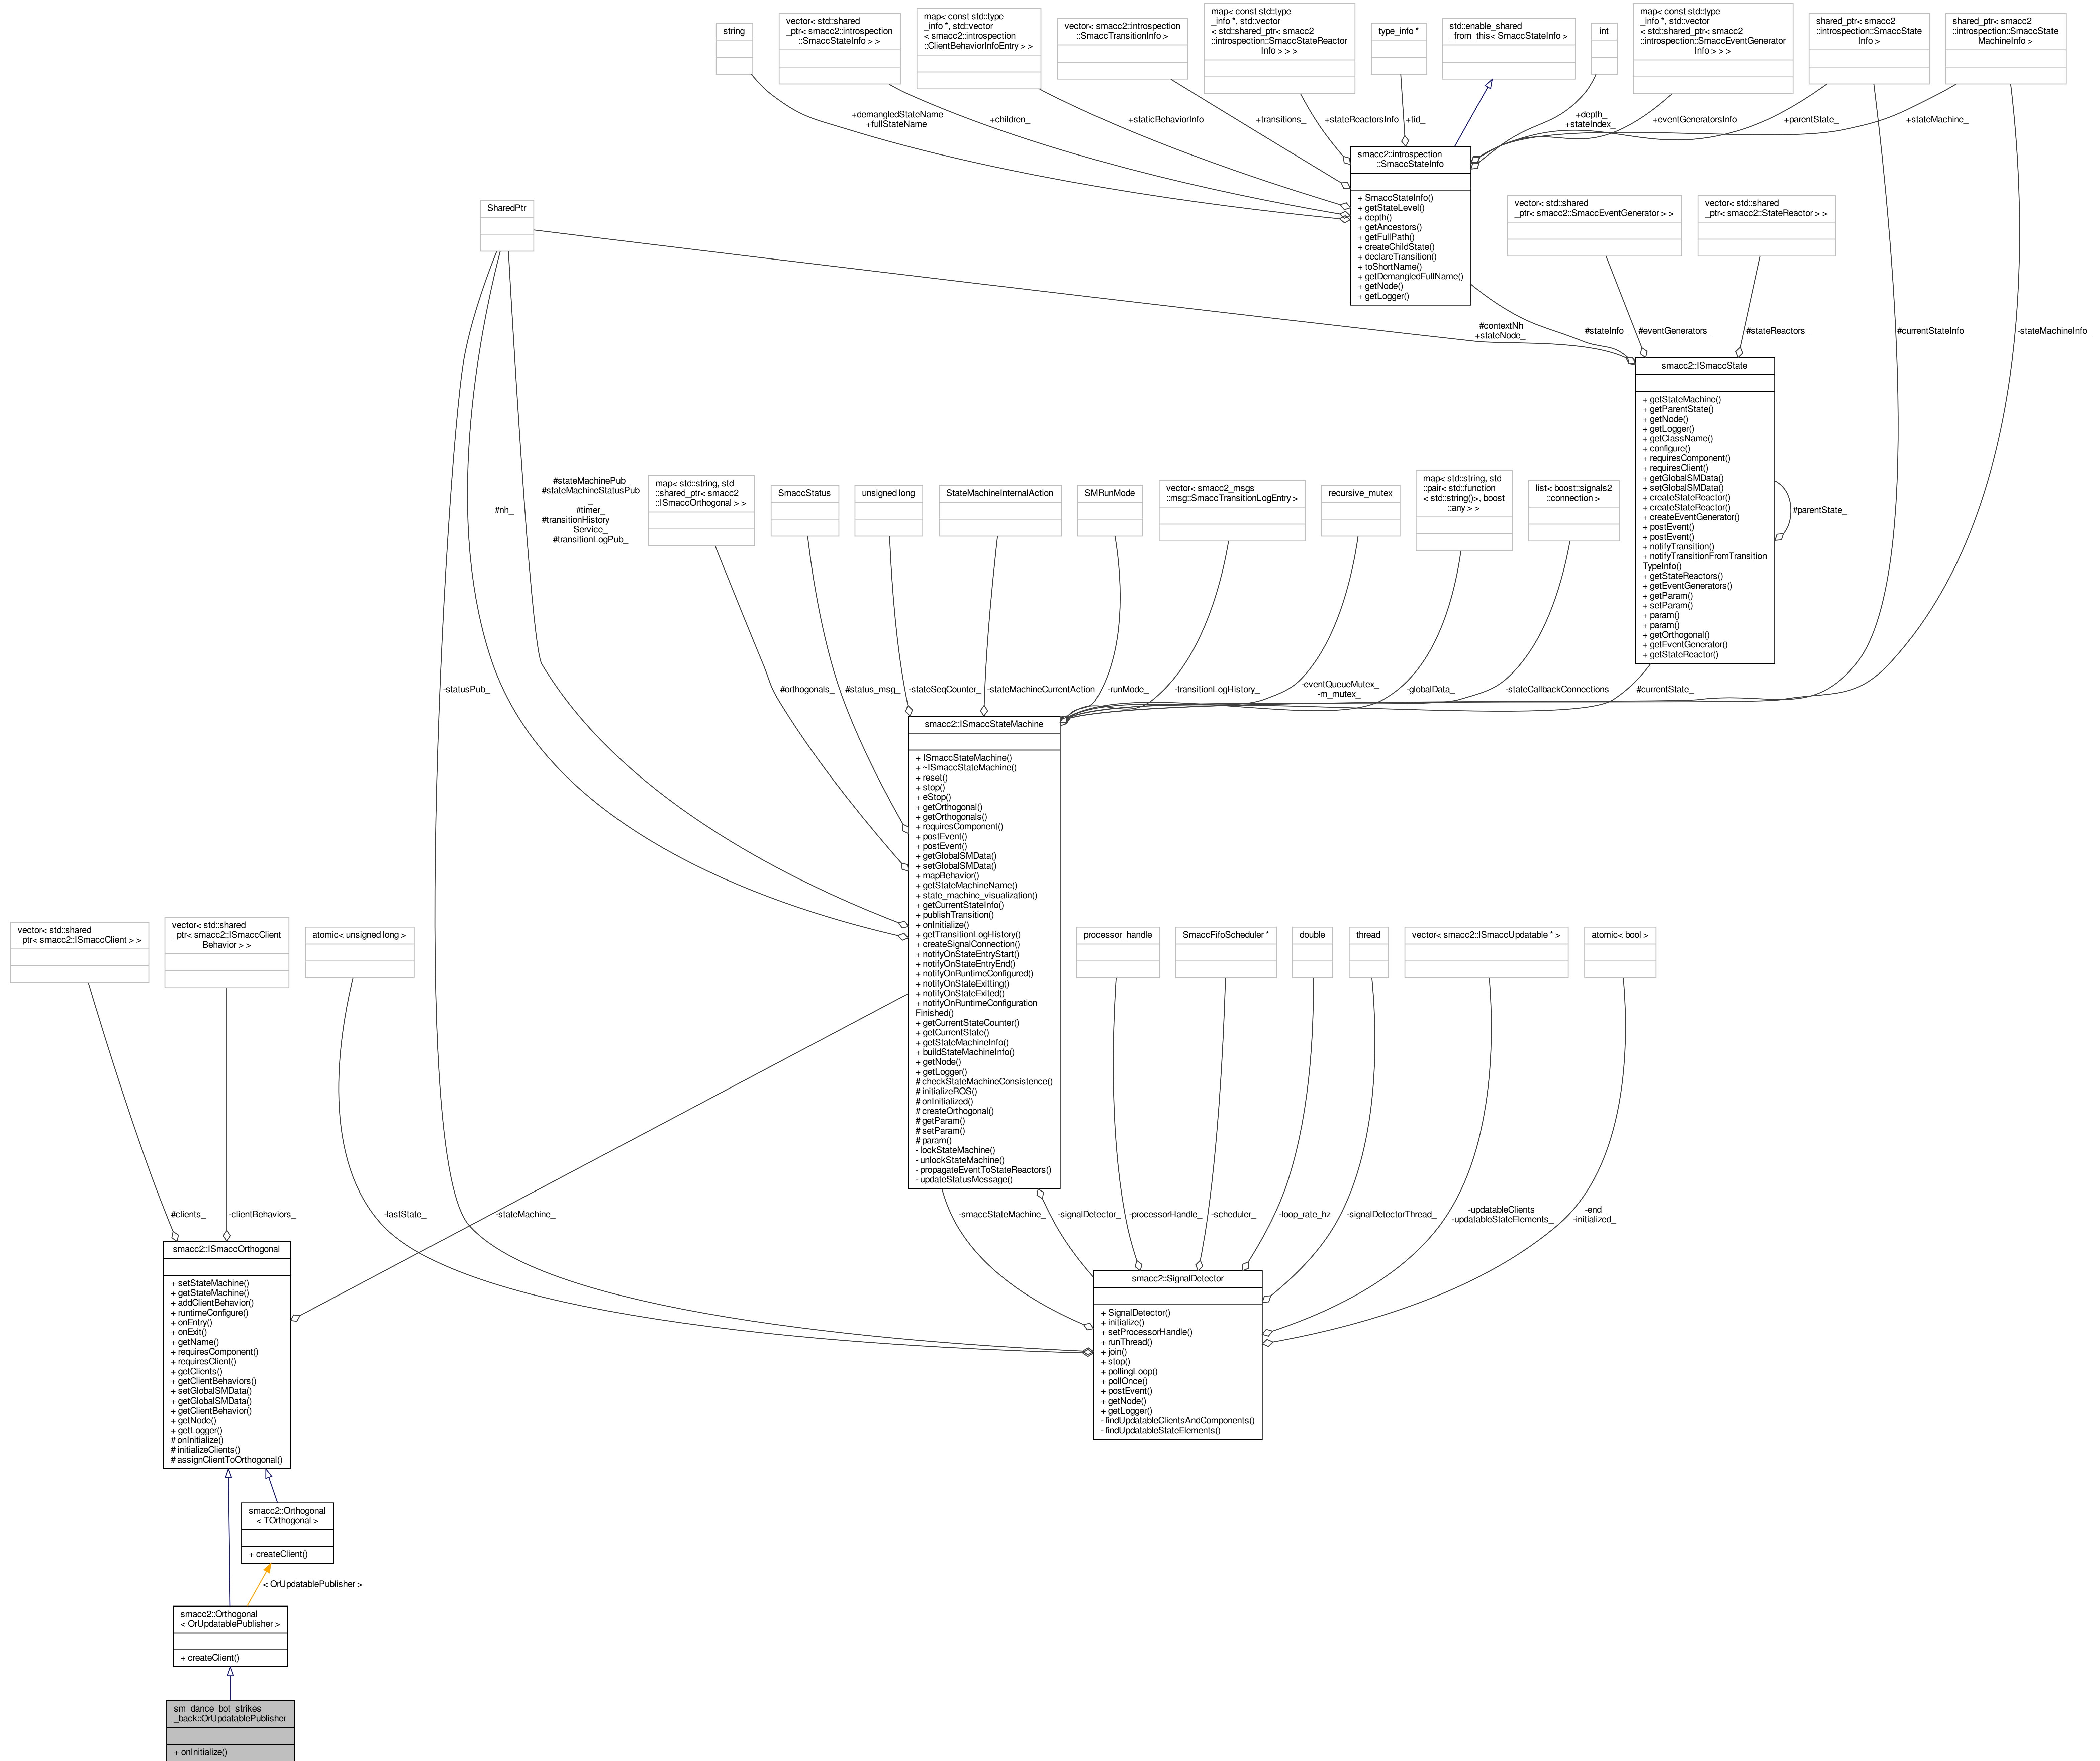 string
vector< std::shared
_ptr< smacc2::introspection
::SmaccStateInfo > >
map< const std::type
_info *, std::vector
< smacc2::introspection
::ClientBehaviorInfoEntry > >
vector< smacc2::introspection
::SmaccTransitionInfo >
map< const std::type
_info *, std::vector
< std::shared_ptr< smacc2
::introspection::SmaccStateReactor
Info > > >
type_info *
std::enable_shared
_from_this< SmaccStateInfo >
int
map< const std::type
_info *, std::vector
< std::shared_ptr< smacc2
::introspection::SmaccEventGenerator
Info > > >
shared_ptr< smacc2
::introspection::SmaccState
Info >
shared_ptr< smacc2
::introspection::SmaccState
MachineInfo >
+demangledStateName
+fullStateName
+children_
+staticBehaviorInfo
+transitions_
+stateReactorsInfo
+tid_
+depth_
+stateIndex_
+eventGeneratorsInfo
+parentState_
+stateMachine_
smacc2::introspection
::SmaccStateInfo
+ SmaccStateInfo()
+ getStateLevel()
+ depth()
+ getAncestors()
+ getFullPath()
+ createChildState()
+ declareTransition()
+ toShortName()
+ getDemangledFullName()
+ getNode()
+ getLogger()
SharedPtr
vector< std::shared
_ptr< smacc2::SmaccEventGenerator > >
vector< std::shared
_ptr< smacc2::StateReactor > >
#contextNh
+stateNode_
#stateInfo_
#eventGenerators_
#stateReactors_
#currentStateInfo_
-stateMachineInfo_
smacc2::ISmaccState
+ getStateMachine()
+ getParentState()
+ getNode()
+ getLogger()
+ getClassName()
+ configure()
+ requiresComponent()
+ requiresClient()
+ getGlobalSMData()
+ setGlobalSMData()
+ createStateReactor()
+ createStateReactor()
+ createEventGenerator()
+ postEvent()
+ postEvent()
+ notifyTransition()
+ notifyTransitionFromTransition
TypeInfo()
+ getStateReactors()
+ getEventGenerators()
+ getParam()
+ setParam()
+ param()
+ param()
+ getOrthogonal()
+ getEventGenerator()
+ getStateReactor()
#parentState_
#nh_
#stateMachinePub_
#stateMachineStatusPub
_
#timer_
#transitionHistory
Service_
#transitionLogPub_
map< std::string, std
::shared_ptr< smacc2
::ISmaccOrthogonal > >
SmaccStatus
unsigned long
StateMachineInternalAction
SMRunMode
vector< smacc2_msgs
::msg::SmaccTransitionLogEntry >
recursive_mutex
map< std::string, std
::pair< std::function
< std::string()>, boost
::any > >
list< boost::signals2
::connection >
-statusPub_
#orthogonals_
#status_msg_
-stateSeqCounter_
-stateMachineCurrentAction
-runMode_
-transitionLogHistory_
-eventQueueMutex_
-m_mutex_
-globalData_
-stateCallbackConnections
#currentState_
smacc2::ISmaccStateMachine
+ ISmaccStateMachine()
+ ~ISmaccStateMachine()
+ reset()
+ stop()
+ eStop()
+ getOrthogonal()
+ getOrthogonals()
+ requiresComponent()
+ postEvent()
+ postEvent()
+ getGlobalSMData()
+ setGlobalSMData()
+ mapBehavior()
+ getStateMachineName()
+ state_machine_visualization()
+ getCurrentStateInfo()
+ publishTransition()
+ onInitialize()
+ getTransitionLogHistory()
+ createSignalConnection()
+ notifyOnStateEntryStart()
+ notifyOnStateEntryEnd()
+ notifyOnRuntimeConfigured()
+ notifyOnStateExitting()
+ notifyOnStateExited()
+ notifyOnRuntimeConfiguration
Finished()
+ getCurrentStateCounter()
+ getCurrentState()
+ getStateMachineInfo()
+ buildStateMachineInfo()
+ getNode()
+ getLogger()
# checkStateMachineConsistence()
# initializeROS()
# onInitialized()
# createOrthogonal()
# getParam()
# setParam()
# param()
- lockStateMachine()
- unlockStateMachine()
- propagateEventToStateReactors()
- updateStatusMessage()
vector< std::shared
_ptr< smacc2::ISmaccClient > >
vector< std::shared
_ptr< smacc2::ISmaccClient
Behavior > >
atomic< unsigned long >
processor_handle
SmaccFifoScheduler *
double
thread
vector< smacc2::ISmaccUpdatable * >
atomic< bool >
#clients_
-clientBehaviors_
-lastState_
-stateMachine_
-smaccStateMachine_
-signalDetector_
-processorHandle_
-scheduler_
-loop_rate_hz
-signalDetectorThread_
-updatableClients_
-updatableStateElements_
-end_
-initialized_
smacc2::ISmaccOrthogonal
+ setStateMachine()
+ getStateMachine()
+ addClientBehavior()
+ runtimeConfigure()
+ onEntry()
+ onExit()
+ getName()
+ requiresComponent()
+ requiresClient()
+ getClients()
+ getClientBehaviors()
+ setGlobalSMData()
+ getGlobalSMData()
+ getClientBehavior()
+ getNode()
+ getLogger()
# onInitialize()
# initializeClients()
# assignClientToOrthogonal()
smacc2::SignalDetector
+ SignalDetector()
+ initialize()
+ setProcessorHandle()
+ runThread()
+ join()
+ stop()
+ pollingLoop()
+ pollOnce()
+ postEvent()
+ getNode()
+ getLogger()
- findUpdatableClientsAndComponents()
- findUpdatableStateElements()
smacc2::Orthogonal
< TOrthogonal >
+ createClient()
< OrUpdatablePublisher >
smacc2::Orthogonal
< OrUpdatablePublisher >
+ createClient()
sm_dance_bot_strikes
_back::OrUpdatablePublisher
+ onInitialize()